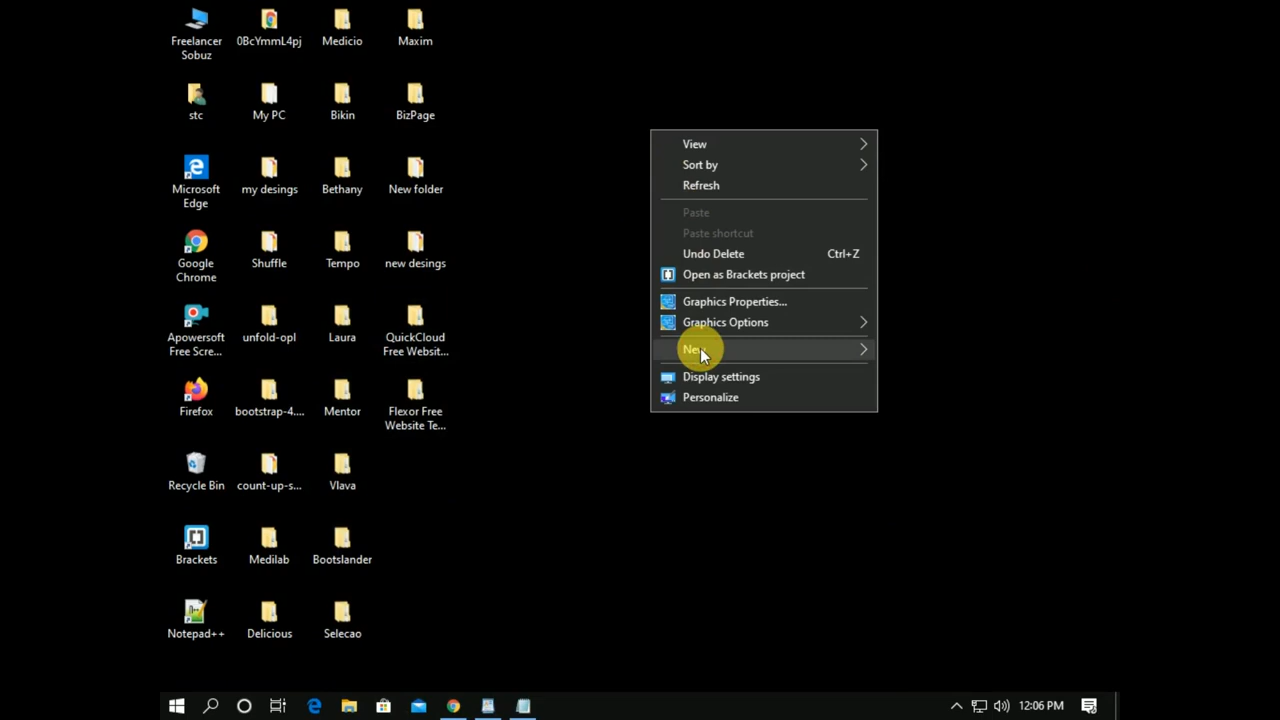 Freelancer
Sobuz
0BcYmmL4pj
Medicio
Maxim
stc
My PC
Bikin
BizPage
Microsoft
Edge
my desings
Bethany
New folder
Google
Chrome
Shuffle
Tempo
new desings
Apowersoft
Free Scre...
unfold-opl
Laura
QuickCloud
Free Websit...
Firefox
bootstrap-4....
Mentor
Flexor Free
Website Te...
Recycle Bin
count-up-s...
Vlava
Brackets
Medilab
Bootslander
Notepad++
Delicious
Selecao
View
Sort by
Refresh
Paste
Paste shortcut
Undo Delete Ctrl+Z
Open as Brackets project
Graphics Properties...
Graphics Options
New
Display settings
Personalize
12:06 PM